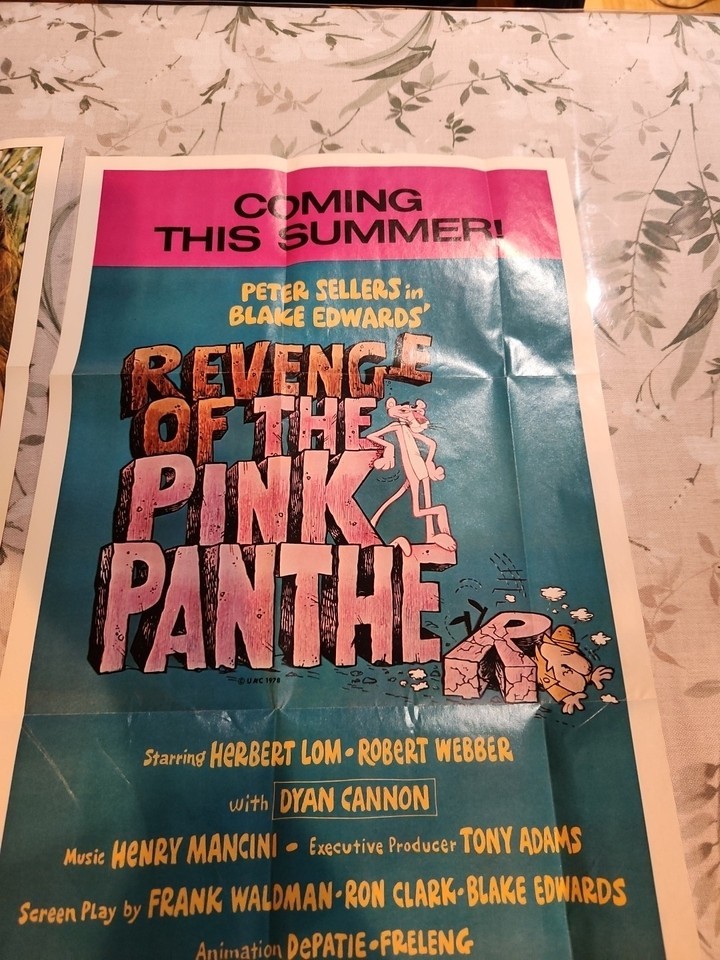 COMING
THIS SUMMER!
PETER SELLERS in
BLAKE EDWARDS'
REVENGE
OF THE
PINK
PANTHER
© UAC 1978
Starring HERBERT LOM • ROBERT WEBBER
with DYAN CANNON
Music HENRY MANCINI • Executive Producer TONY ADAMS
Screen Play by FRANK WALDMAN • RON CLARK • BLAKE EDWARDS
Animation DePATIE • FRELENG